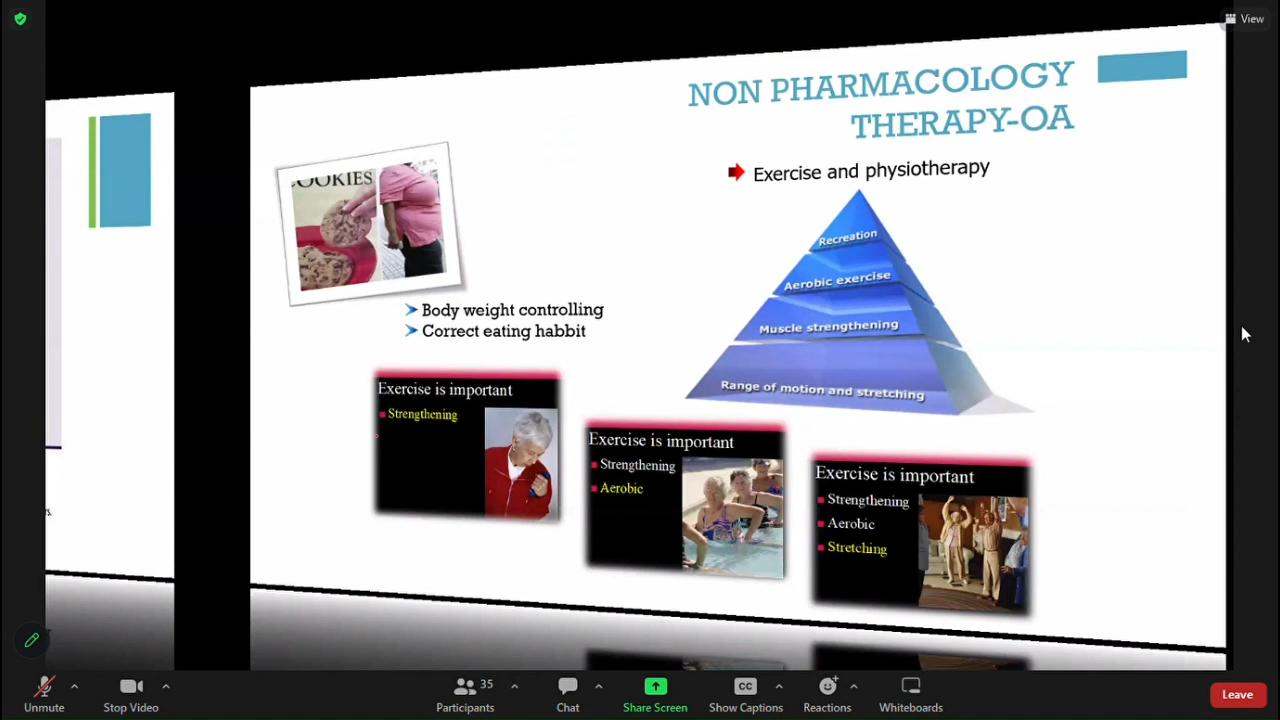 View
NON PHARMACOLOGY
THERAPY-OA
Exercise and physiotherapy
OOKIES
Recreation
Aerobic exercise
Muscle strengthening
Range of motion and stretching
Body weight controlling
Correct eating habbit
Exercise is important
Strengthening
Exercise is important
Strengthening
Aerobic
Exercise is important
Strengthening
Aerobic
Stretching
Unmute
Stop Video
35
Participants
Chat
Share Screen
CC
Show Captions
Reactions
Whiteboards
Leave